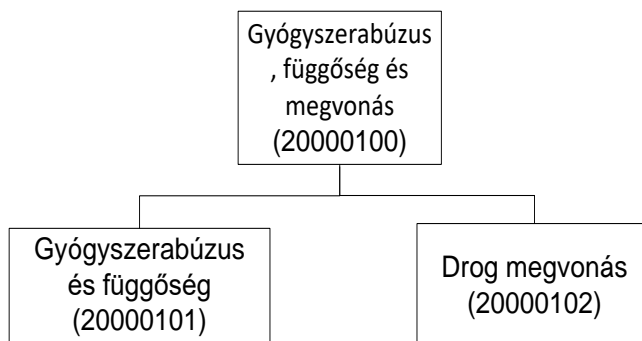 Gyógyszerabúzus
, függőség és
megvonás
(20000100)
Gyógyszerabúzus
és függőség
(20000101)
Drog megvonás
(20000102)